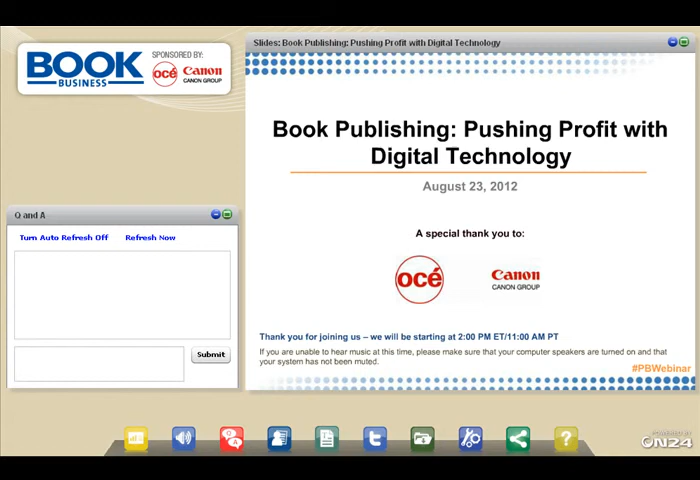 BOOK
BUSINESS
SPONSORED BY:
océ
Canon
CANON GROUP
Slides: Book Publishing: Pushing Profit with Digital Technology
Book Publishing: Pushing Profit with
Digital Technology
August 23, 2012
A special thank you to:
océ
Canon
CANON GROUP
Thank you for joining us – we will be starting at 2:00 PM ET/11:00 AM PT
If you are unable to hear music at this time, please make sure that your computer speakers are turned on and that
your system has not been muted.
#PBWebinar
Q and A
Turn Auto Refresh Off
Refresh Now
Submit
Q
A
t
?
POWERED BY
ON24